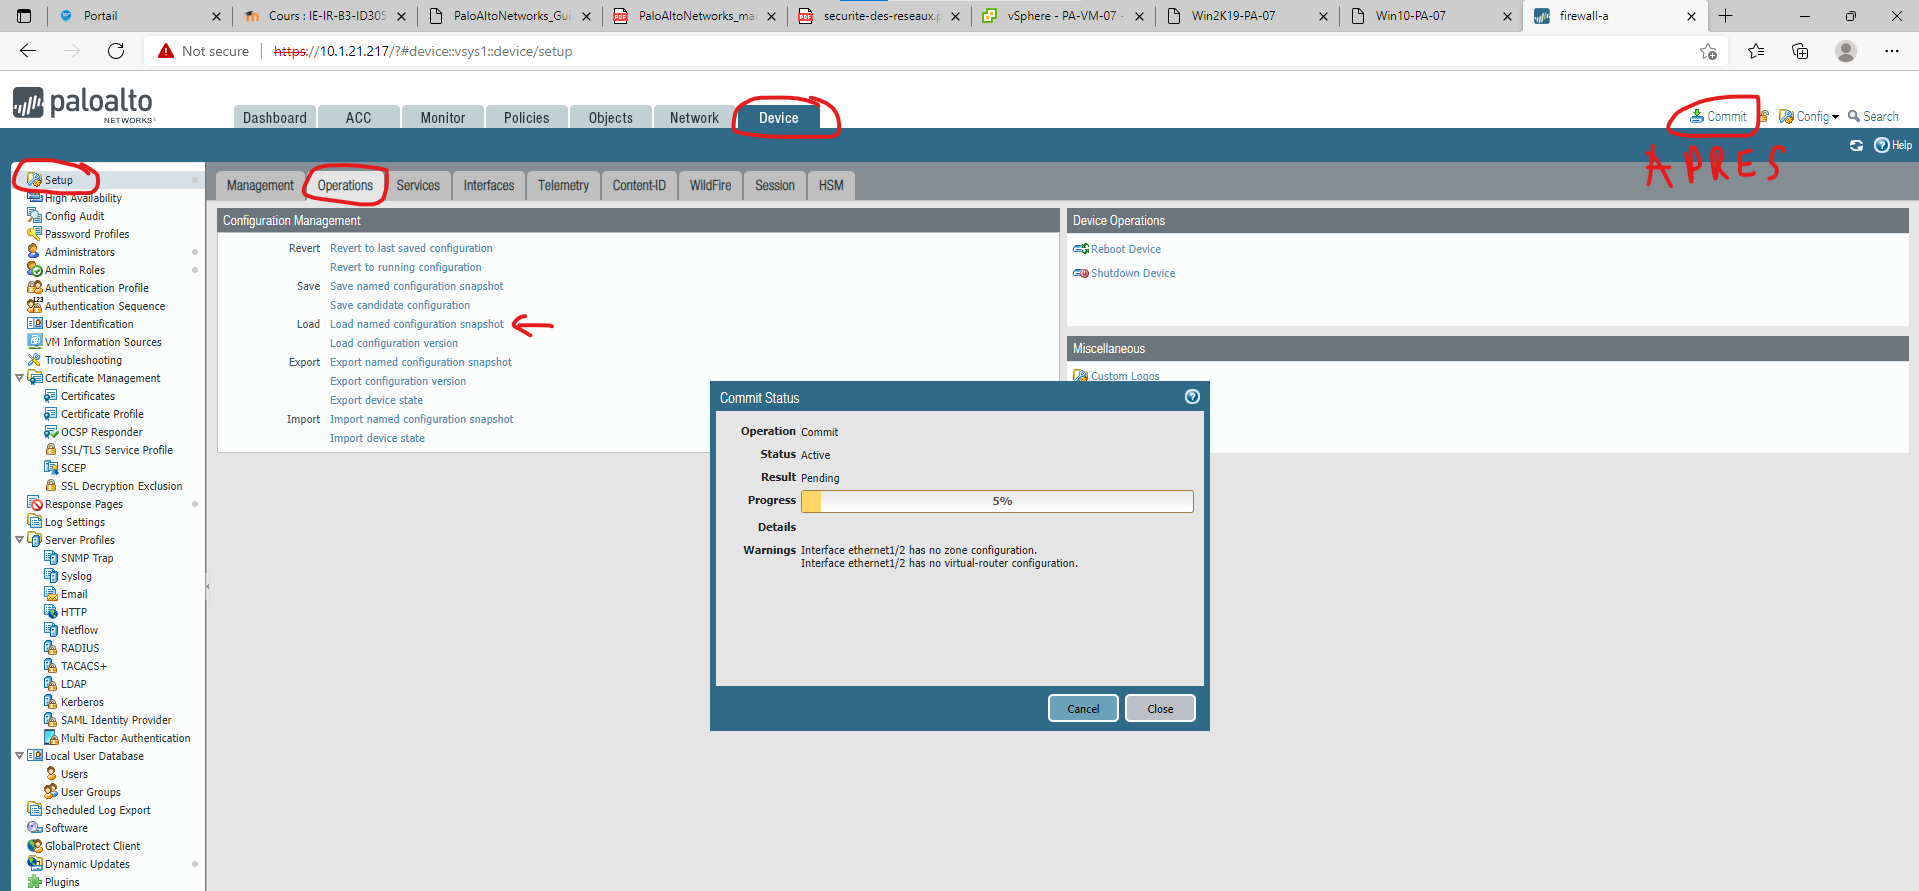 Portail
Cours : IE-IR-B3-ID305
PaloAltoNetworks_Gui
PaloAltoNetworks_ma
securite-des-reseaux.p
vSphere - PA-VM-07 -
Win2K19-PA-07
Win10-PA-07
firewall-a
Not secure
https://10.1.21.217/?#device::vsys1::device/setup
paloalto
NETWORKS
Dashboard
ACC
Monitor
Policies
Objects
Network
Device
Commit
Config
Search
APRES
Help
Setup
High Availability
Config Audit
Password Profiles
Administrators
Admin Roles
Authentication Profile
Authentication Sequence
User Identification
VM Information Sources
Troubleshooting
Certificate Management
Certificates
Certificate Profile
OCSP Responder
SSL/TLS Service Profile
SCEP
SSL Decryption Exclusion
Response Pages
Log Settings
Server Profiles
SNMP Trap
Syslog
Email
HTTP
Netflow
RADIUS
TACACS+
LDAP
Kerberos
SAML Identity Provider
Multi Factor Authentication
Local User Database
Users
User Groups
Scheduled Log Export
Software
GlobalProtect Client
Dynamic Updates
Plugins
Management
Operations
Services
Interfaces
Telemetry
Content-ID
WildFire
Session
HSM
Configuration Management
Revert Revert to last saved configuration
Revert to running configuration
Save Save named configuration snapshot
Save candidate configuration
Load Load named configuration snapshot
Load configuration version
Export Export named configuration snapshot
Export configuration version
Export device state
Import Import named configuration snapshot
Import device state
Device Operations
Reboot Device
Shutdown Device
Miscellaneous
Custom Logos
Commit Status
Operation Commit
Status Active
Result Pending
Progress 5%
Details
Warnings Interface ethernet1/2 has no zone configuration.
Interface ethernet1/2 has no virtual-router configuration.
Cancel
Close